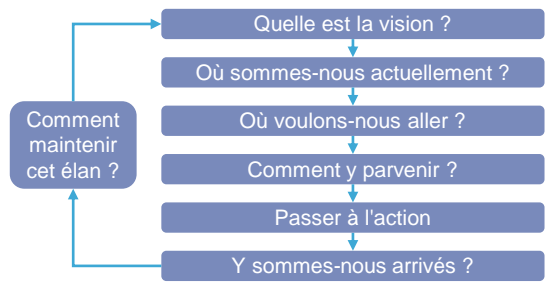 Quelle est la vision ?
Où sommes-nous actuellement ?
Où voulons-nous aller ?
Comment y parvenir ?
Passer à l'action
Y sommes-nous arrivés ?
Comment
maintenir
cet élan ?